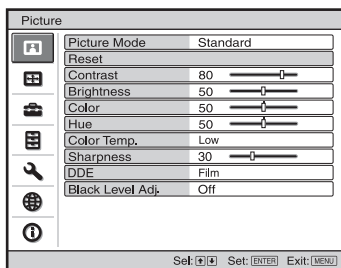 Picture
Picture Mode Standard
Reset
Contrast 80
Brightness 50
Color 50
Hue 50
Color Temp. Low
Sharpness 30
DDE Film
Black Level Adj. Off
Sel: Set: ENTER Exit: MENU